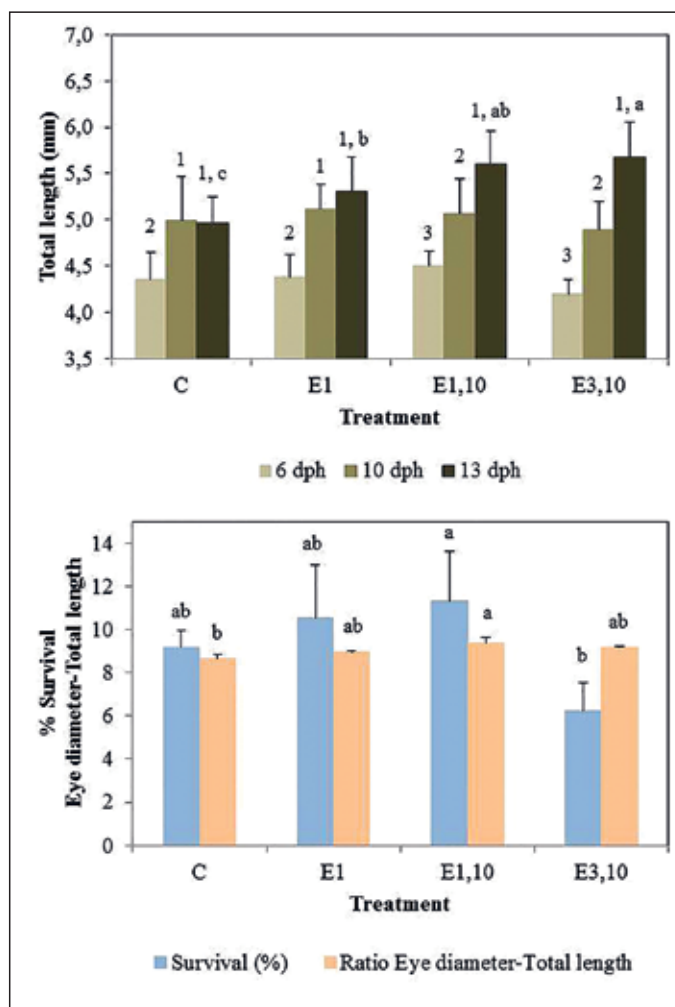 7,0
6,5
6,0
5,5
5,0
4,5
4,0
3,5
Total length (mm)
2 1 1, c
2 1 1, b
3 2 1, ab
3 2 1, a
C E1 E1,10 E3,10
Treatment
6 dph 10 dph 13 dph
14
12
10
8
6
4
2
0
% Survival
Eye diameter-Total length
ab b
ab ab
a a
b ab
C E1 E1,10 E3,10
Treatment
Survival (%) Ratio Eye diameter-Total length